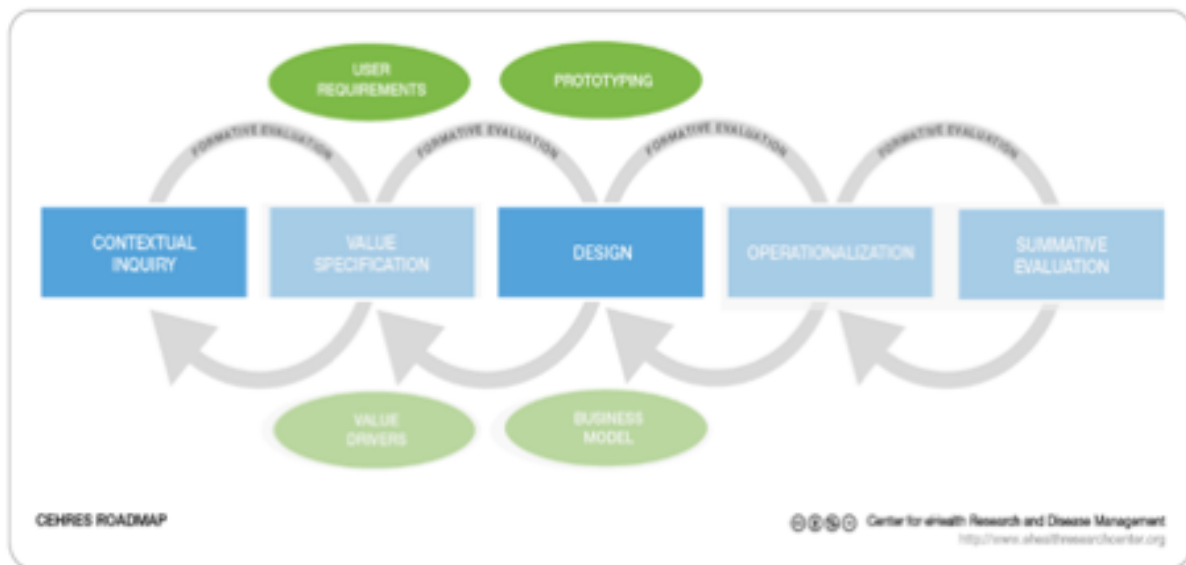 USER
REQUIREMENTS
PROTOTYPING
FORMATIVE EVALUATION
FORMATIVE EVALUATION
FORMATIVE EVALUATION
FORMATIVE EVALUATION
CONTEXTUAL
INQUIRY
VALUE
SPECIFICATION
DESIGN
OPERATIONALIZATION
SUMMATIVE
EVALUATION
VALUE
DRIVERS
BUSINESS
MODEL
CEHRES ROADMAP
Center for eHealth Research and Disease Management
http://www.ehealthresearchcenter.org